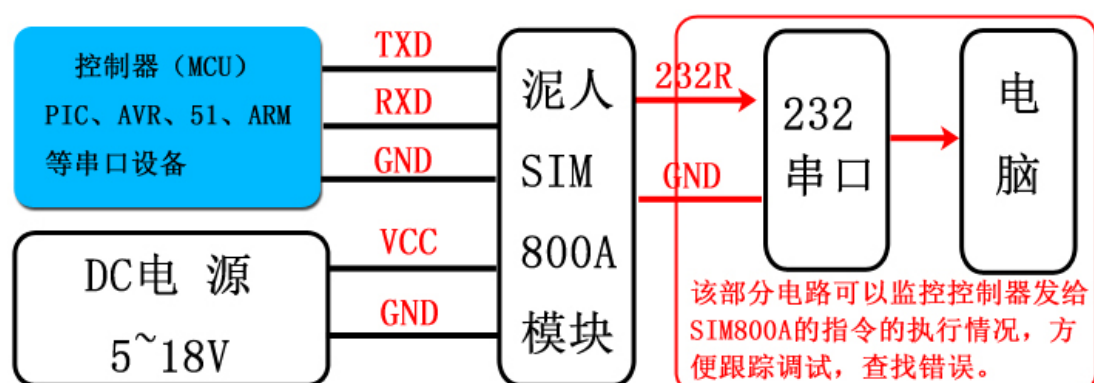 控制器（MCU）
PIC、AVR、51、ARM
等串口设备
TXD
RXD
GND
DC电 源
5~18V
VCC
GND
泥人
SIM
800A
模块
232R
GND
232
串口
电
脑
该部分电路可以监控控制器发给
SIM800A的指令的执行情况，方
便跟踪调试，查找错误。